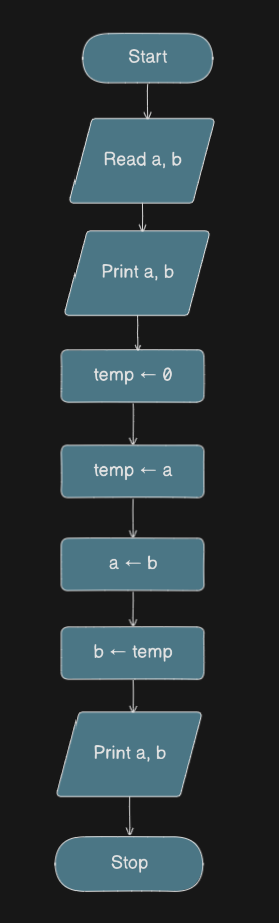 Start
Read a, b
Print a, b
temp ← 0
temp ← a
a ← b
b ← temp
Print a, b
Stop